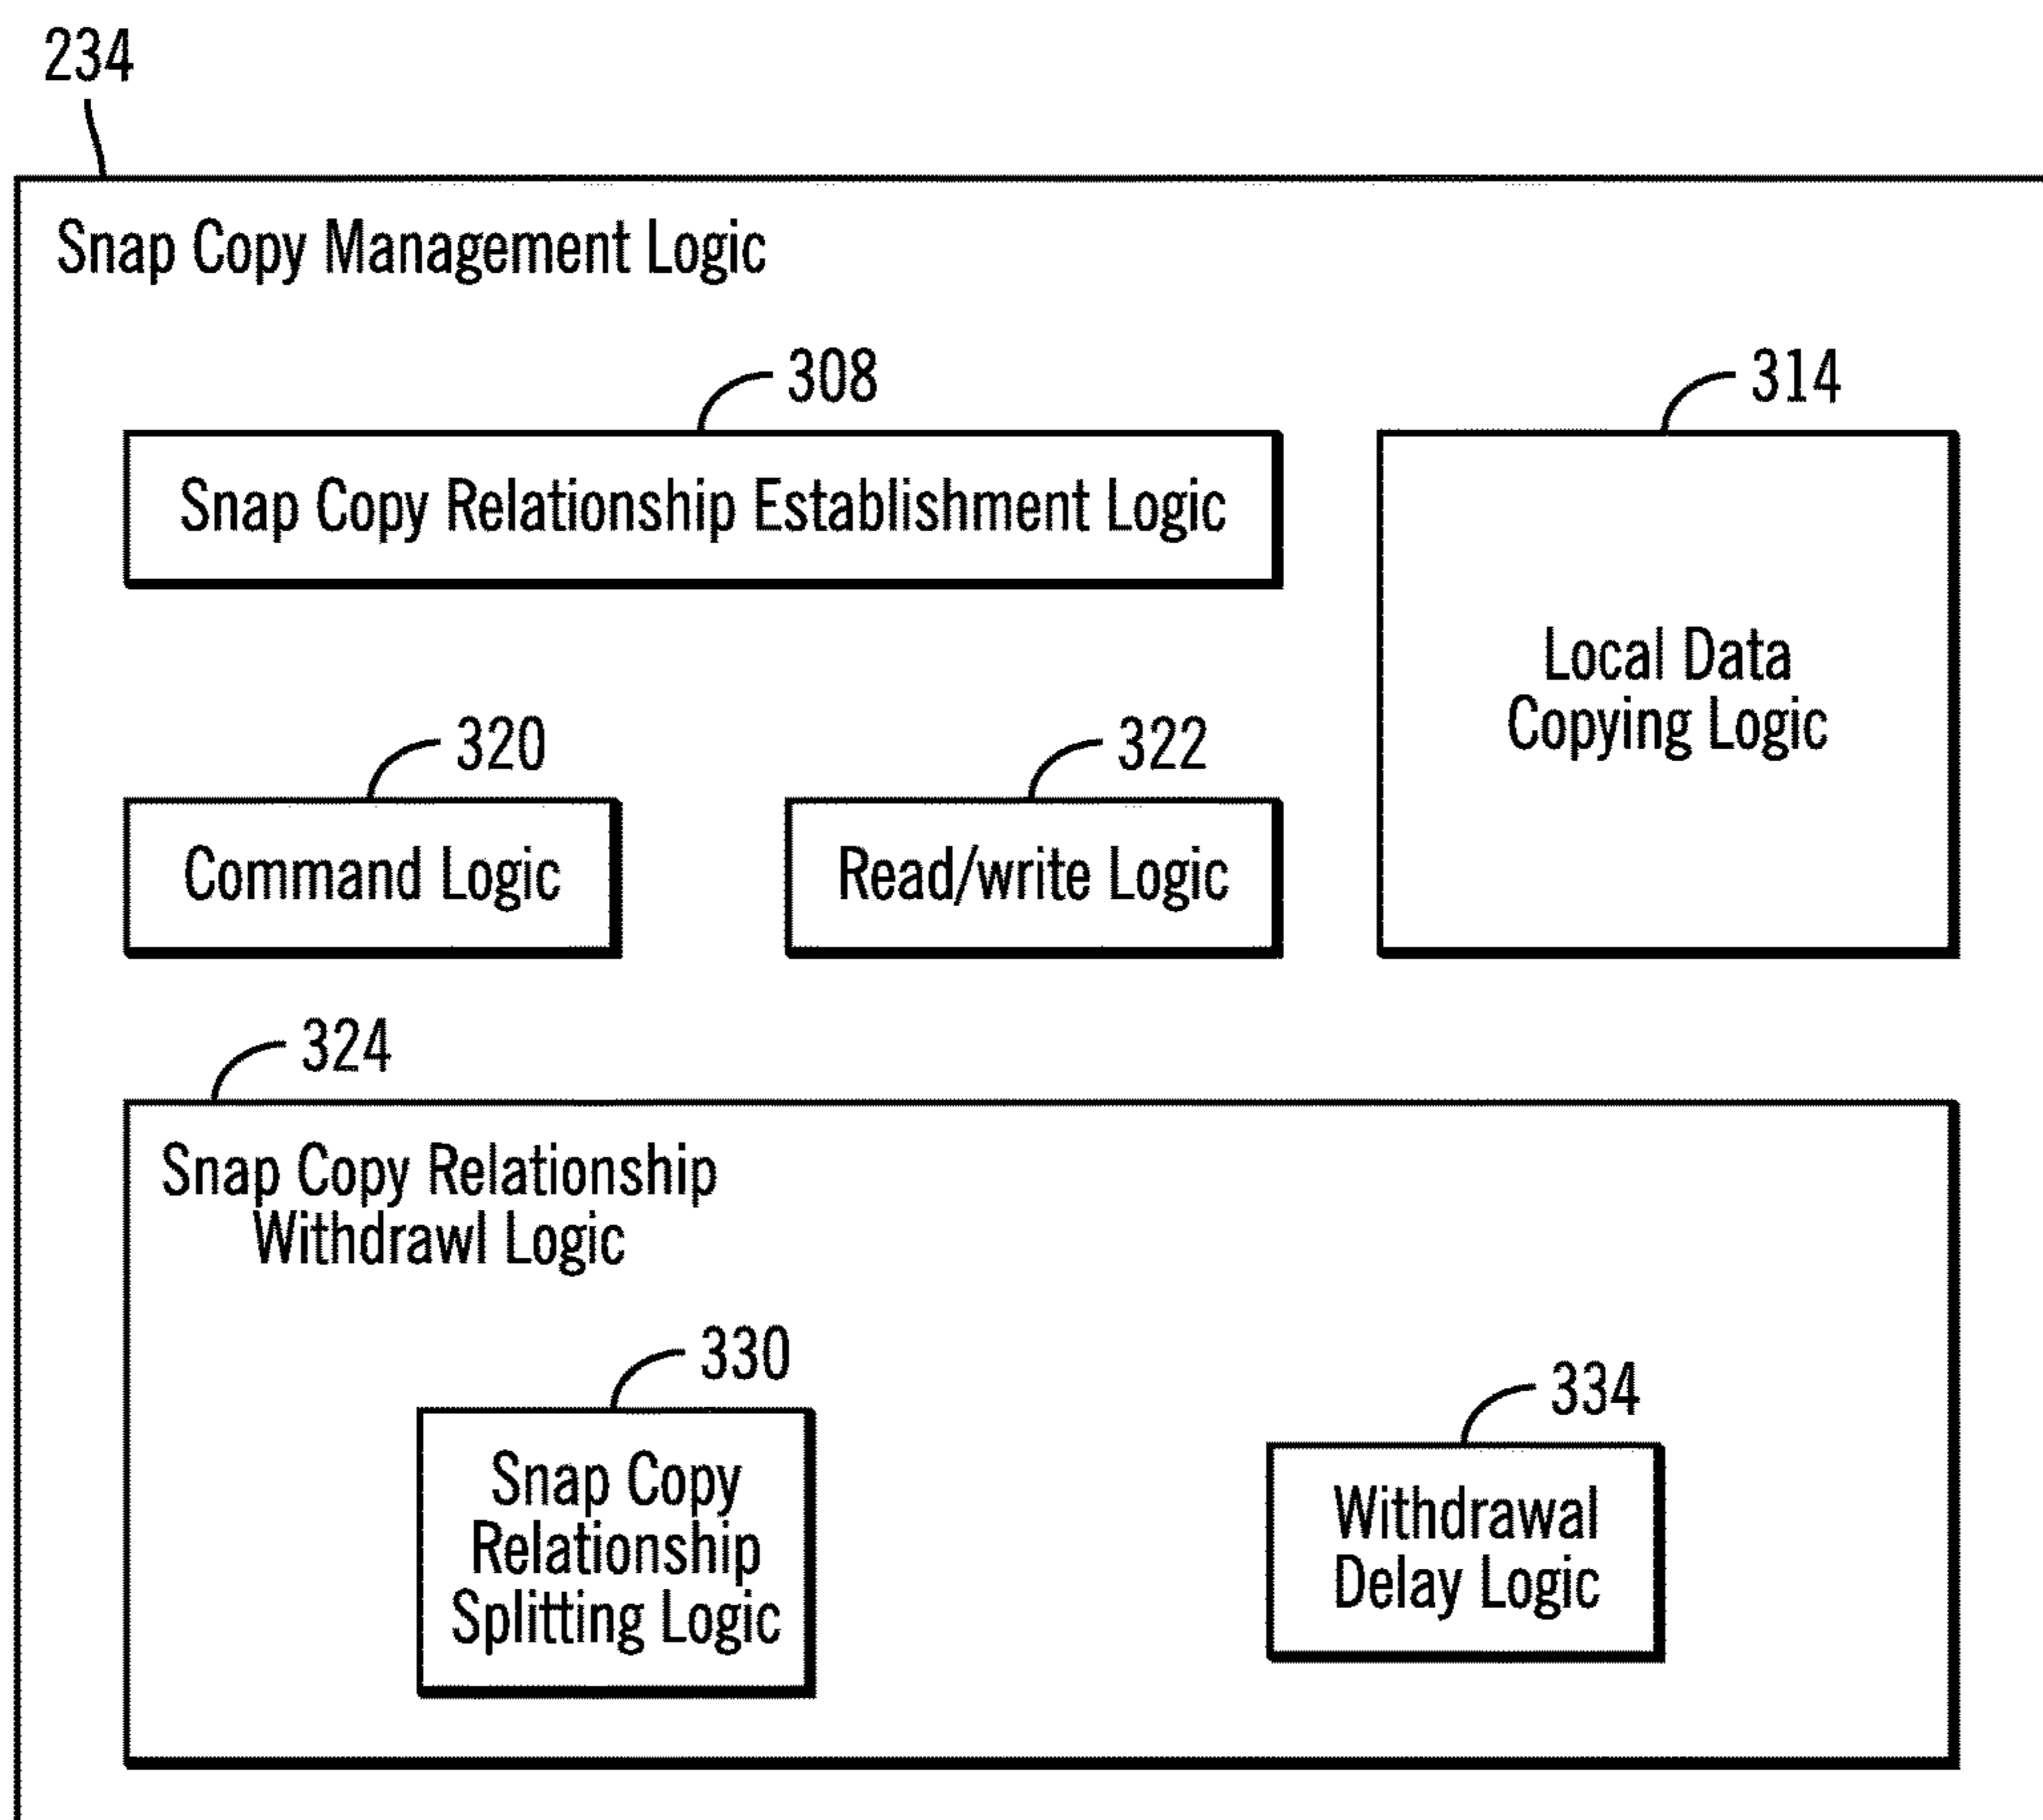 234
Snap Copy Management Logic
308
314
Snap Copy Relationship Establishment Logic
Local Data
Copying Logic
320
322
Command Logic
Read/write Logic
324
Snap Copy Relationship
Withdrawl Logic
330
334
Snap Copy
Relationship
Splitting Logic
Withdrawal
Delay Logic